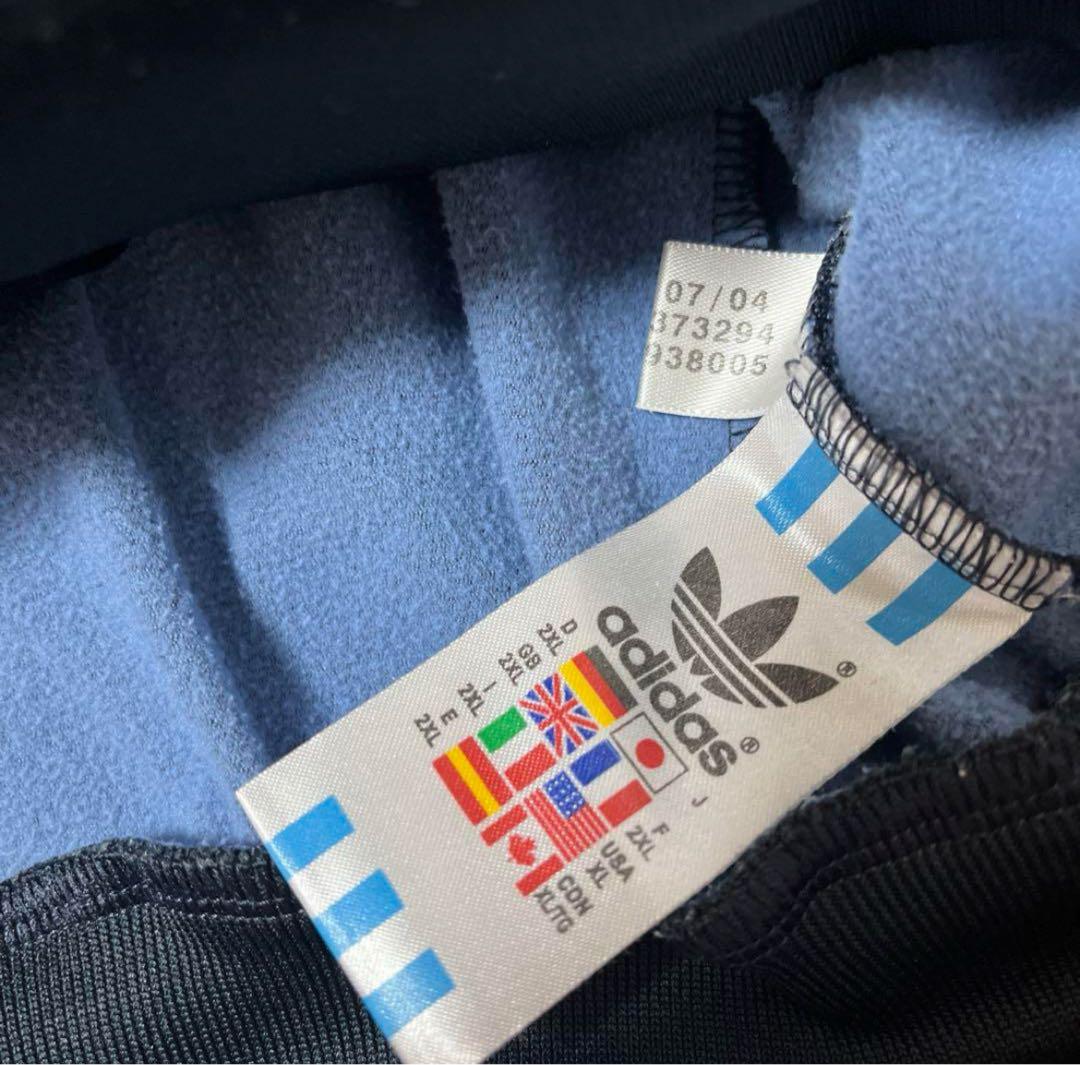 07/04
373294
938005
adidas®
®
D
2XL
GB
2XL
I
2XL
E
2XL
J
F
2XL
USA
XL
CDN
XL/TG